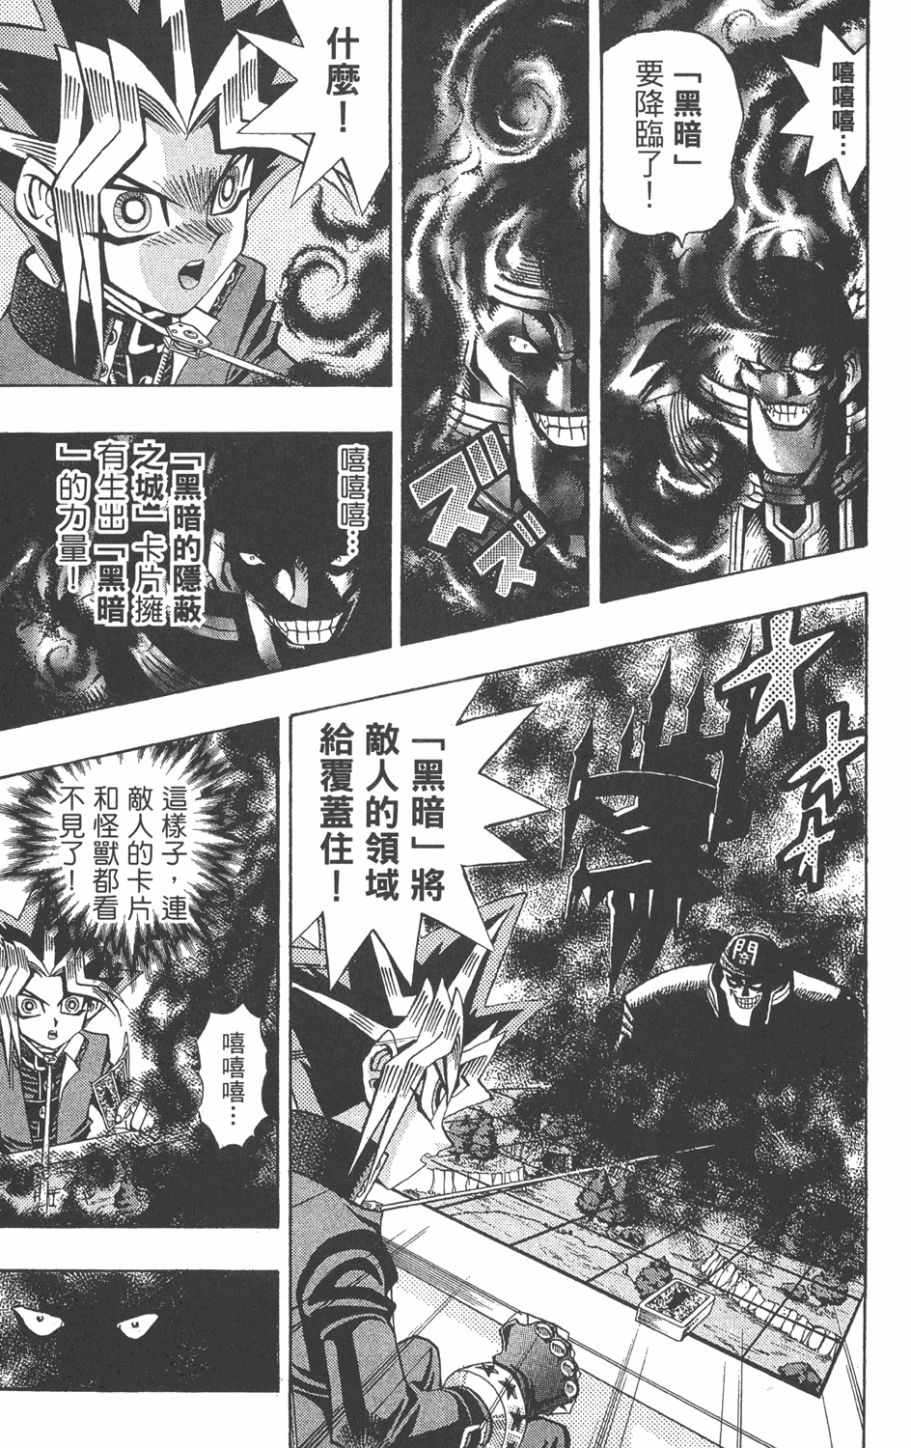 嘻嘻嘻…
「黑暗」
要降臨了！
ズズ
什麼！
嘻嘻嘻…
「黑暗的隱蔽
之城」卡片擁
有生出「黑暗
」的力量！
「黑暗」將
敵人的領域
給覆蓋住！
闇
這樣子，連
敵人的卡片
和怪獸都看
不見了！
嘻嘻嘻…